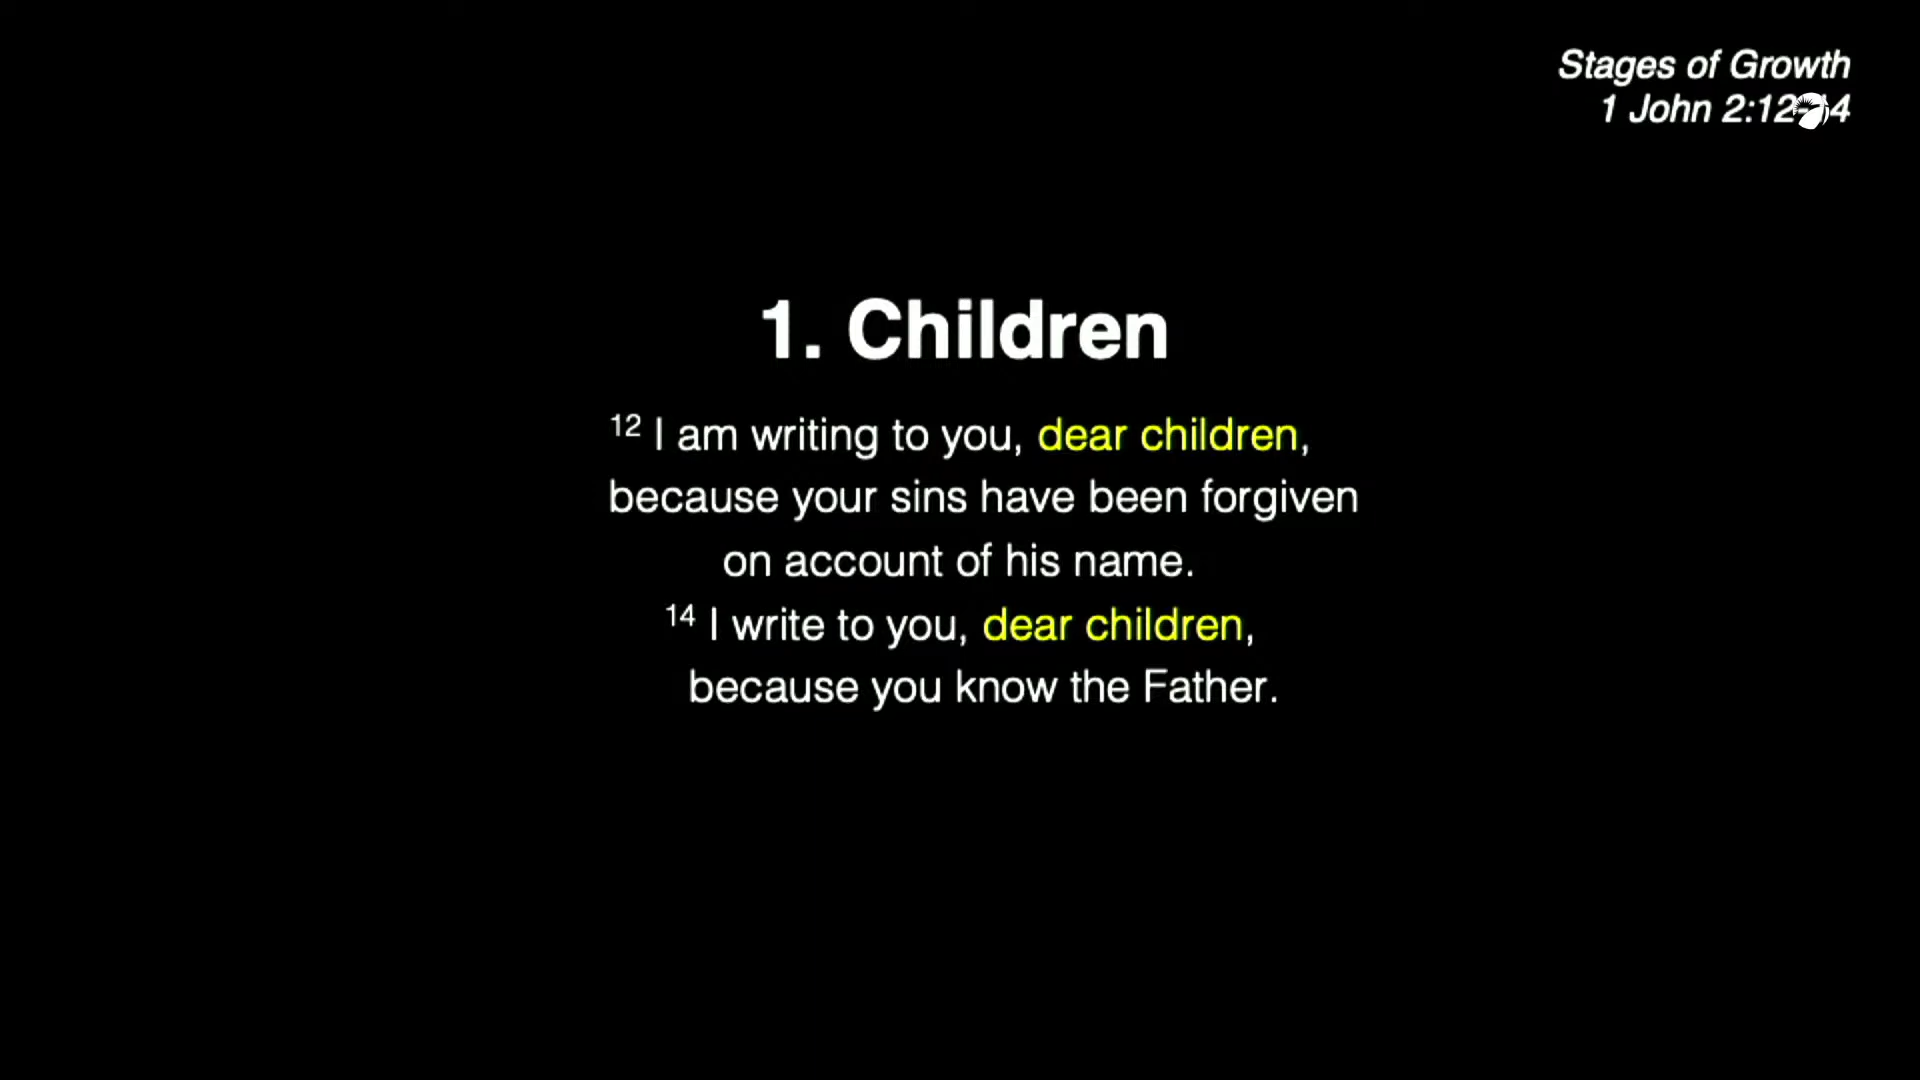 Stages of Growth
1 John 2:12-14
1. Children
12 I am writing to you, dear children,
because your sins have been forgiven
on account of his name.
14 I write to you, dear children,
because you know the Father.